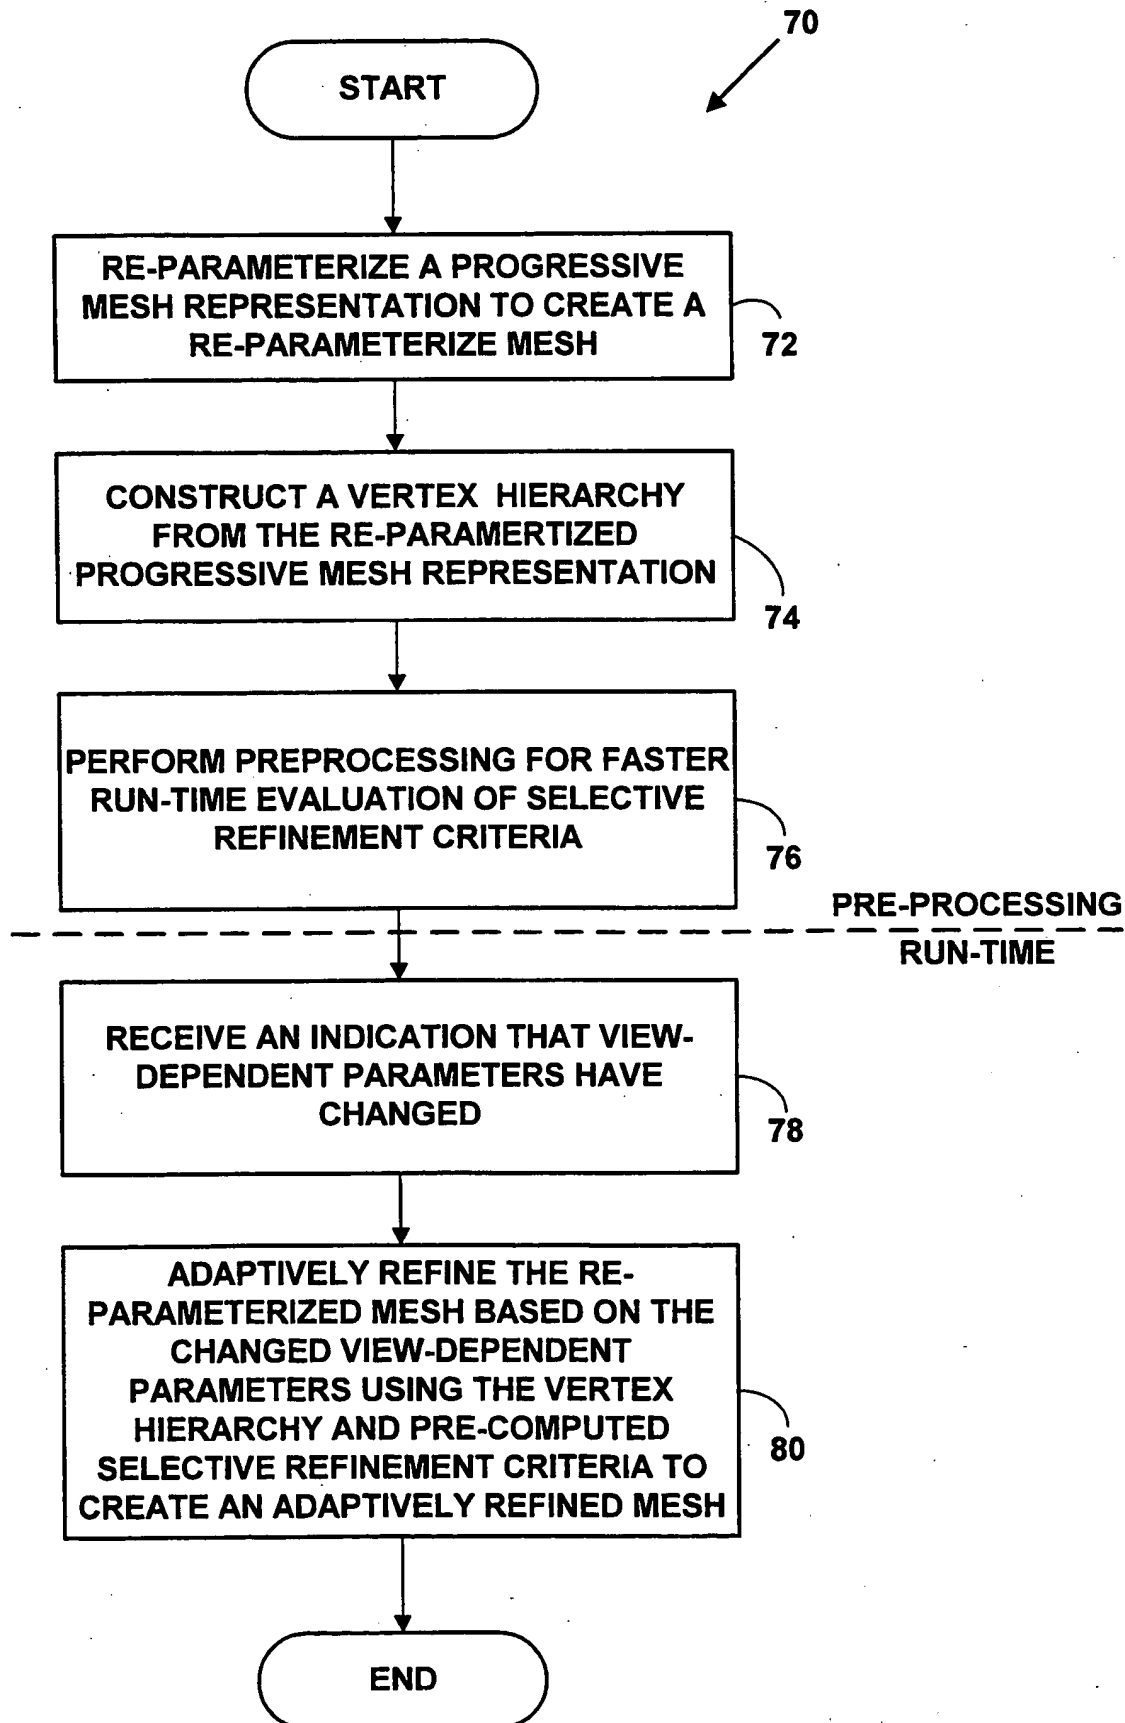 70
START
RE-PARAMETERIZE A PROGRESSIVE
MESH REPRESENTATION TO CREATE A
RE-PARAMETERIZE MESH
72
CONSTRUCT A VERTEX HIERARCHY
FROM THE RE-PARAMERTIZED
PROGRESSIVE MESH REPRESENTATION
74
PERFORM PREPROCESSING FOR FASTER
RUN-TIME EVALUATION OF SELECTIVE
REFINEMENT CRITERIA
76
PRE-PROCESSING
RUN-TIME
RECEIVE AN INDICATION THAT VIEW-
DEPENDENT PARAMETERS HAVE
CHANGED
78
ADAPTIVELY REFINE THE RE-
PARAMETERIZED MESH BASED ON THE
CHANGED VIEW-DEPENDENT
PARAMETERS USING THE VERTEX
HIERARCHY AND PRE-COMPUTED
SELECTIVE REFINEMENT CRITERIA TO
CREATE AN ADAPTIVELY REFINED MESH
80
END